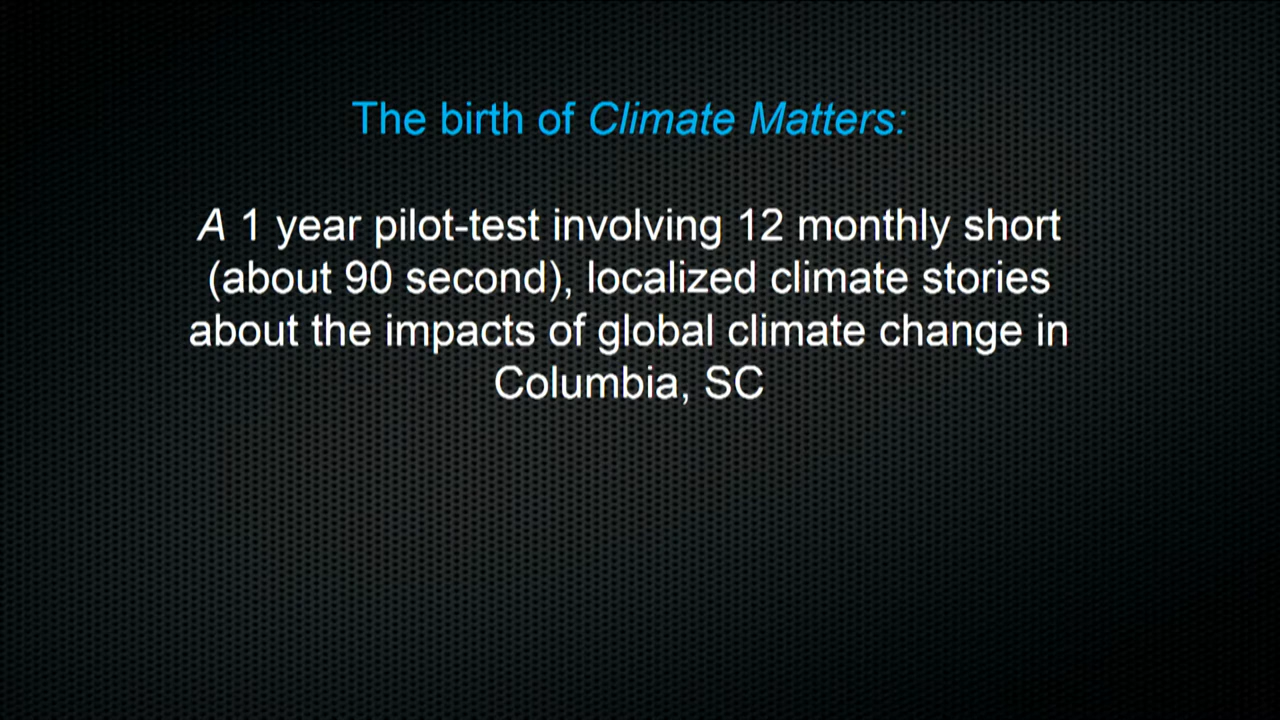 The birth of Climate Matters:
A 1 year pilot-test involving 12 monthly short
(about 90 second), localized climate stories
about the impacts of global climate change in
Columbia, SC